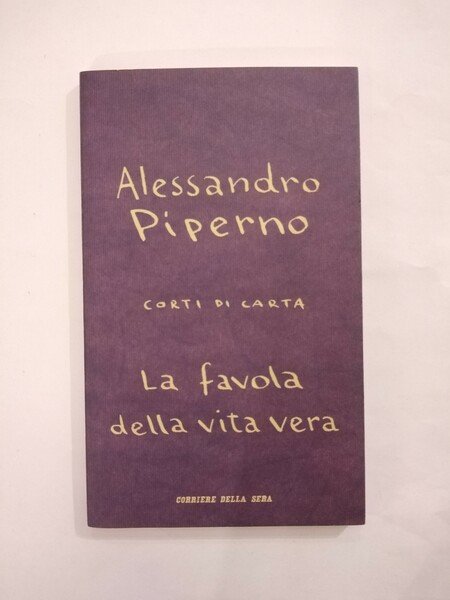 Alessandro
Piperno
CORTI DI CARTA
La favola
della vita vera
CORRIERE DELLA SERA